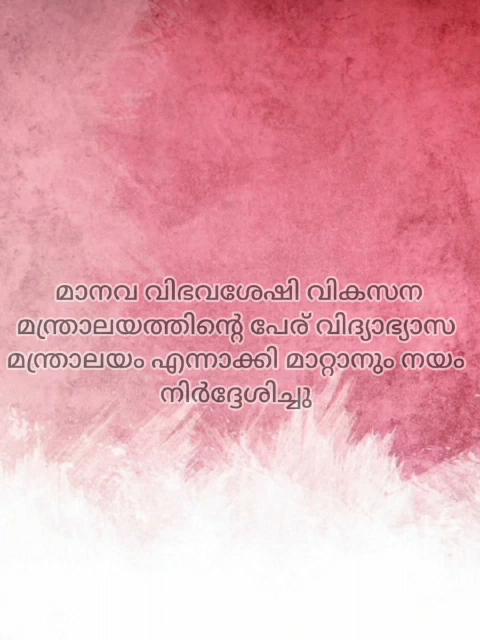 മാനവ വിഭവശേഷി വികസന
മന്ത്രാലയത്തിന്റെ പേര് വിദ്യാഭ്യാസ
മന്ത്രാലയം എന്നാക്കി മാറ്റാനും നയം
നിർദ്ദേശിച്ചു